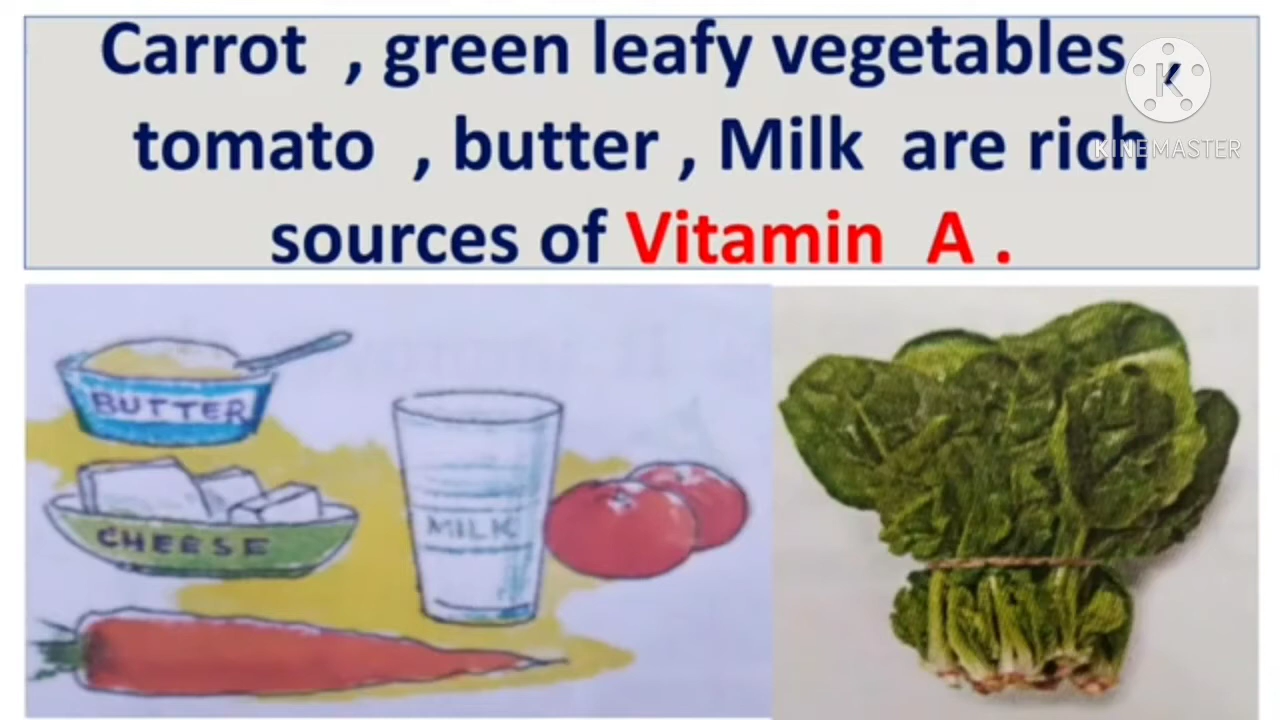 Carrot , green leafy vegetables ,
tomato , butter , Milk are rich
sources of Vitamin A .
K
KINEMASTER
BUTTER
CHEESE
MILK